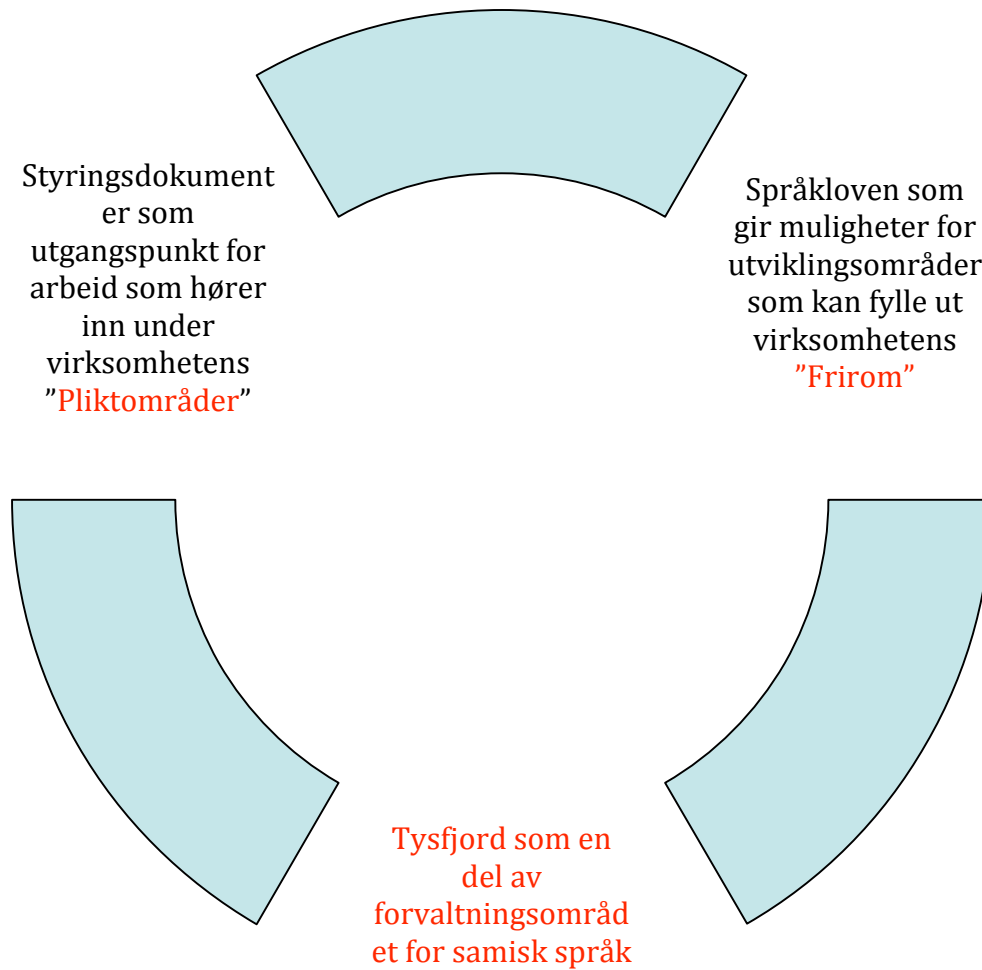 Styringsdokument
er som
utgangspunkt for
arbeid som hører
inn under
virksomhetens
”Pliktområder”
Språkloven som
gir muligheter for
utviklingsområder
som kan fylle ut
virksomhetens
”Frirom”
Tysfjord som en
del av
forvaltningsområd
et for samisk språk